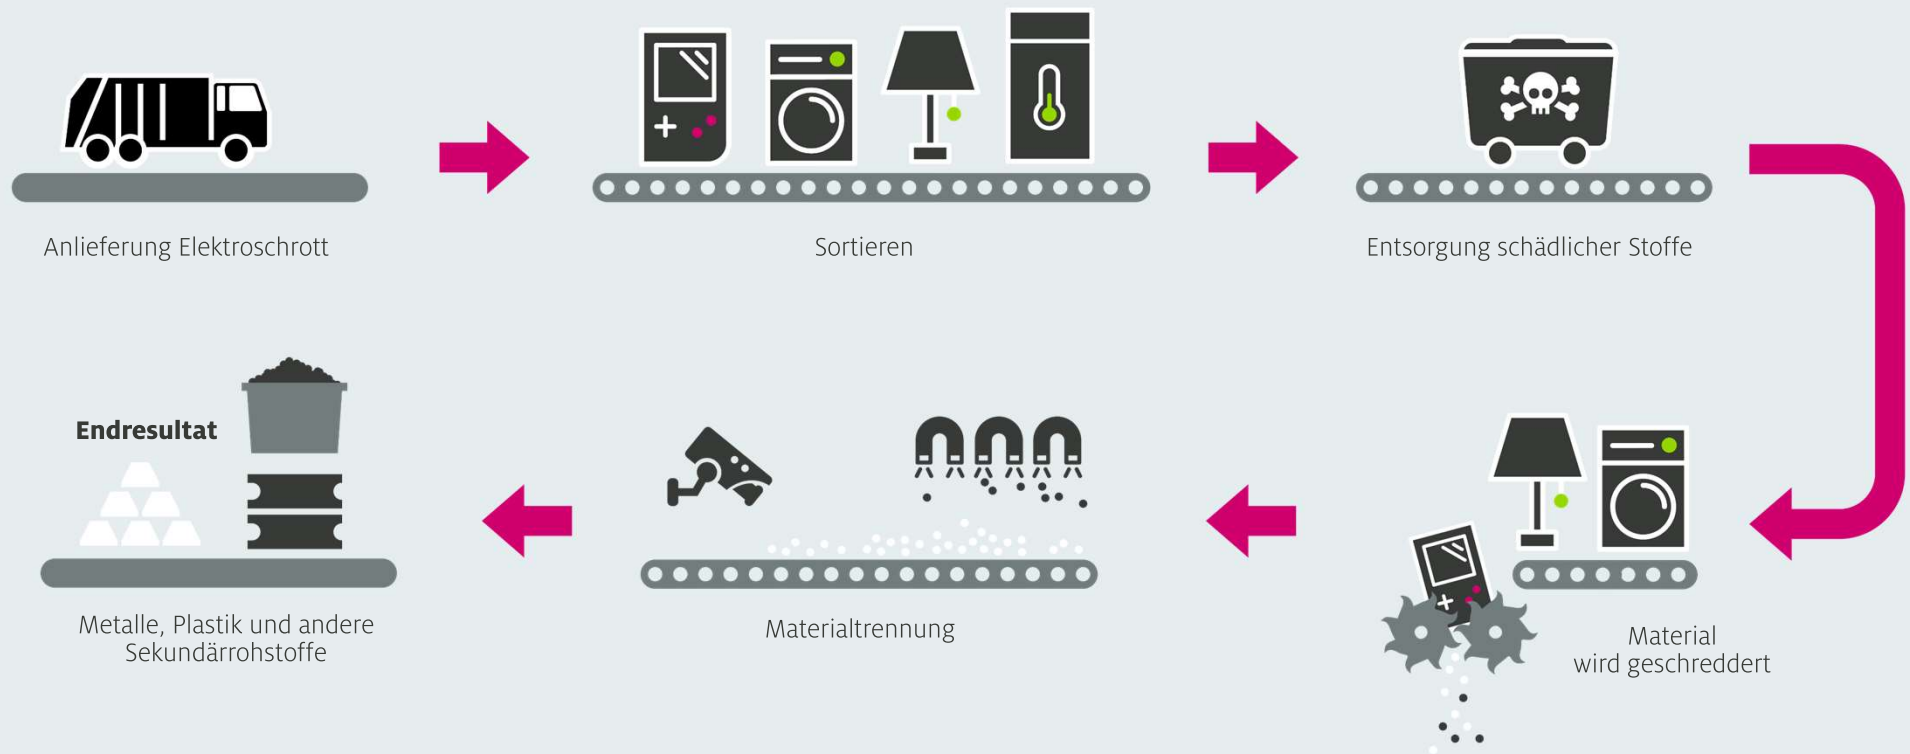 Anlieferung Elektroschrott
Sortieren
Entsorgung schädlicher Stoffe
Material
wird geschreddert
Materialtrennung
Endresultat
Metalle, Plastik und andere
Sekundärrohstoffe